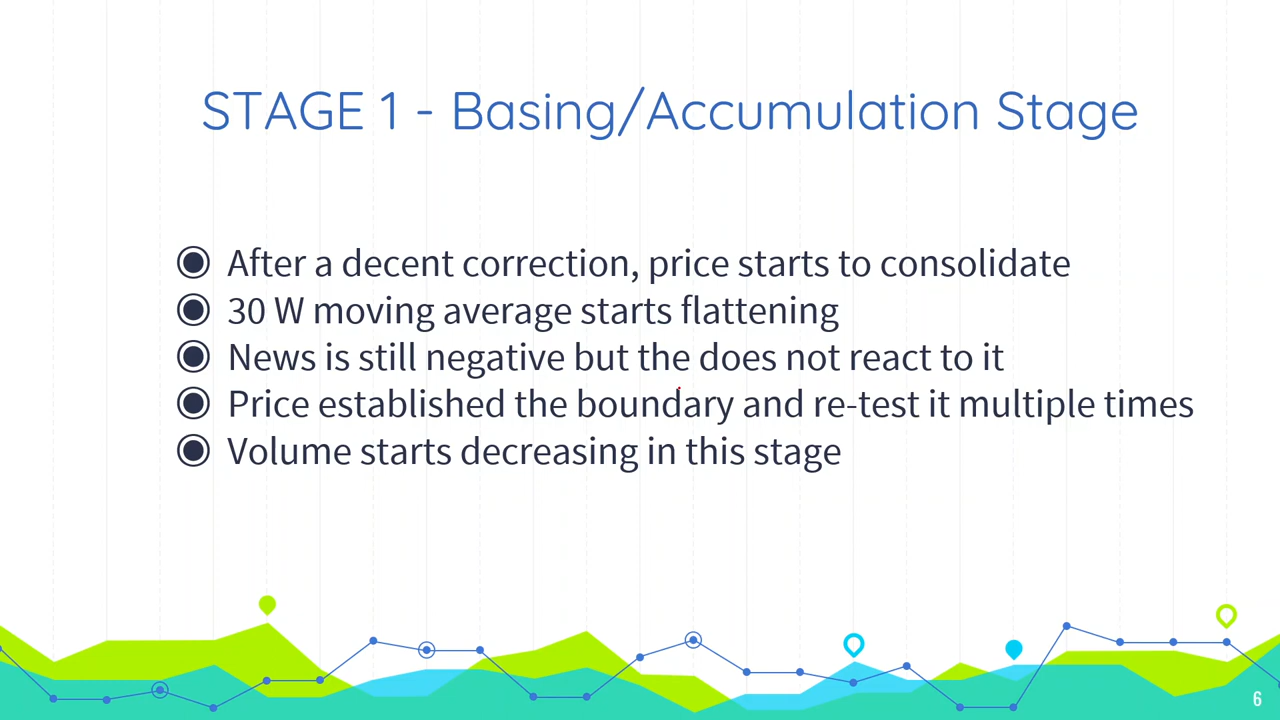 STAGE 1 - Basing/Accumulation Stage
After a decent correction, price starts to consolidate
30 W moving average starts flattening
News is still negative but the does not react to it
Price established the boundary and re-test it multiple times
Volume starts decreasing in this stage
6